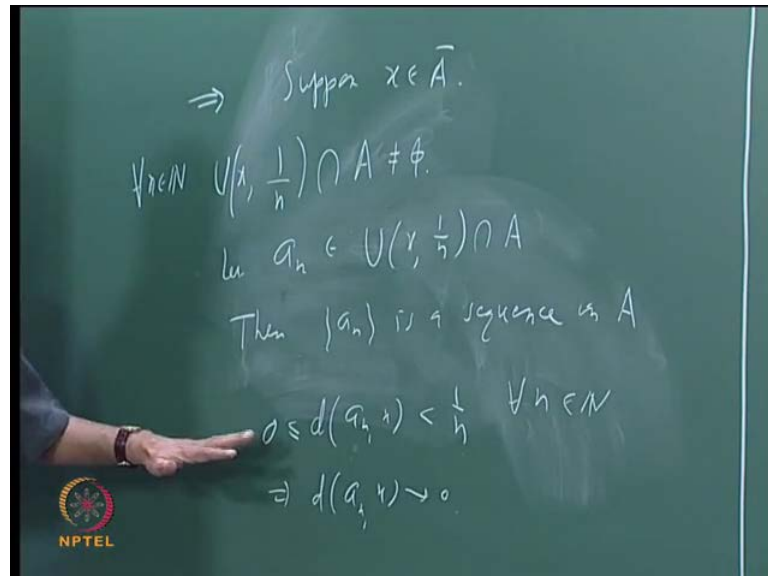 ⇒ Suppose x ∈ Ā.
∀n∈N U(x, 1/n) ∩ A ≠ φ.
Let aₙ ∈ U(x, 1/n) ∩ A
Then {aₙ} is a sequence in A
0 ≤ d(aₙ, x) < 1/n ∀n ∈ N
⇒ d(aₙ, x) → 0.
NPTEL